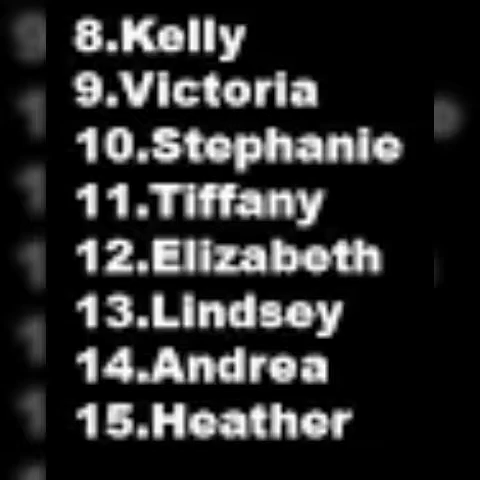 8.Kelly
9.Victoria
10.Stephanie
11.Tiffany
12.Elizabeth
13.Lindsey
14.Andrea
15.Heather